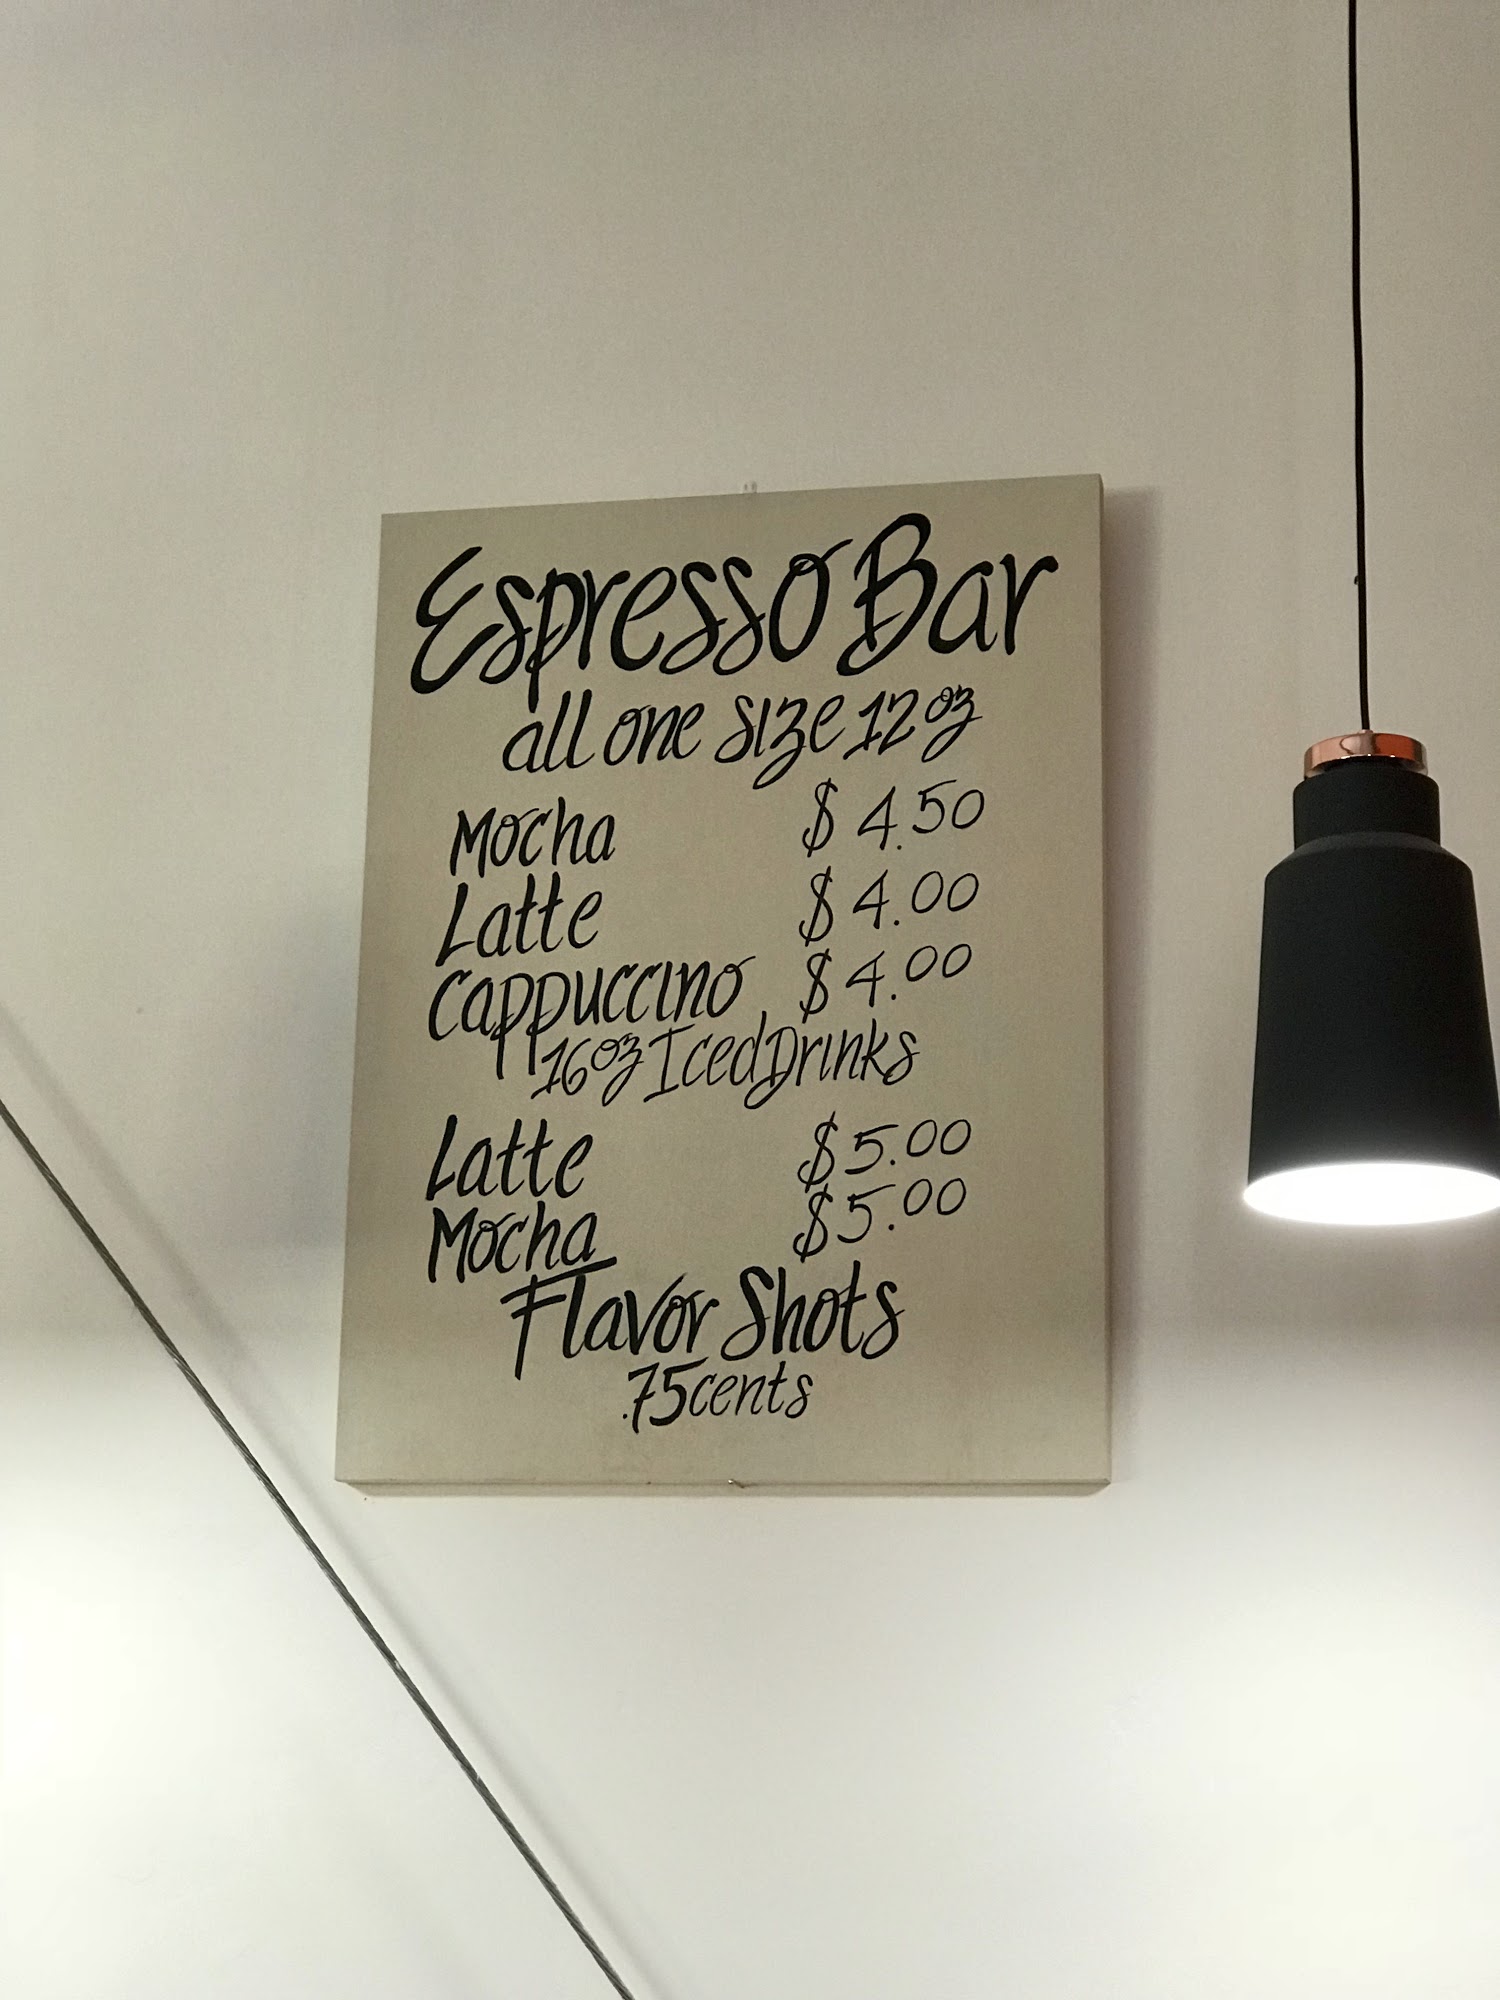 Espresso Bar
all one size 12oz
Mocha $ 4.50
Latte $ 4.00
Cappuccino $ 4.00
16oz Iced Drinks
Latte $5.00
Mocha $5.00
Flavor Shots
.75cents